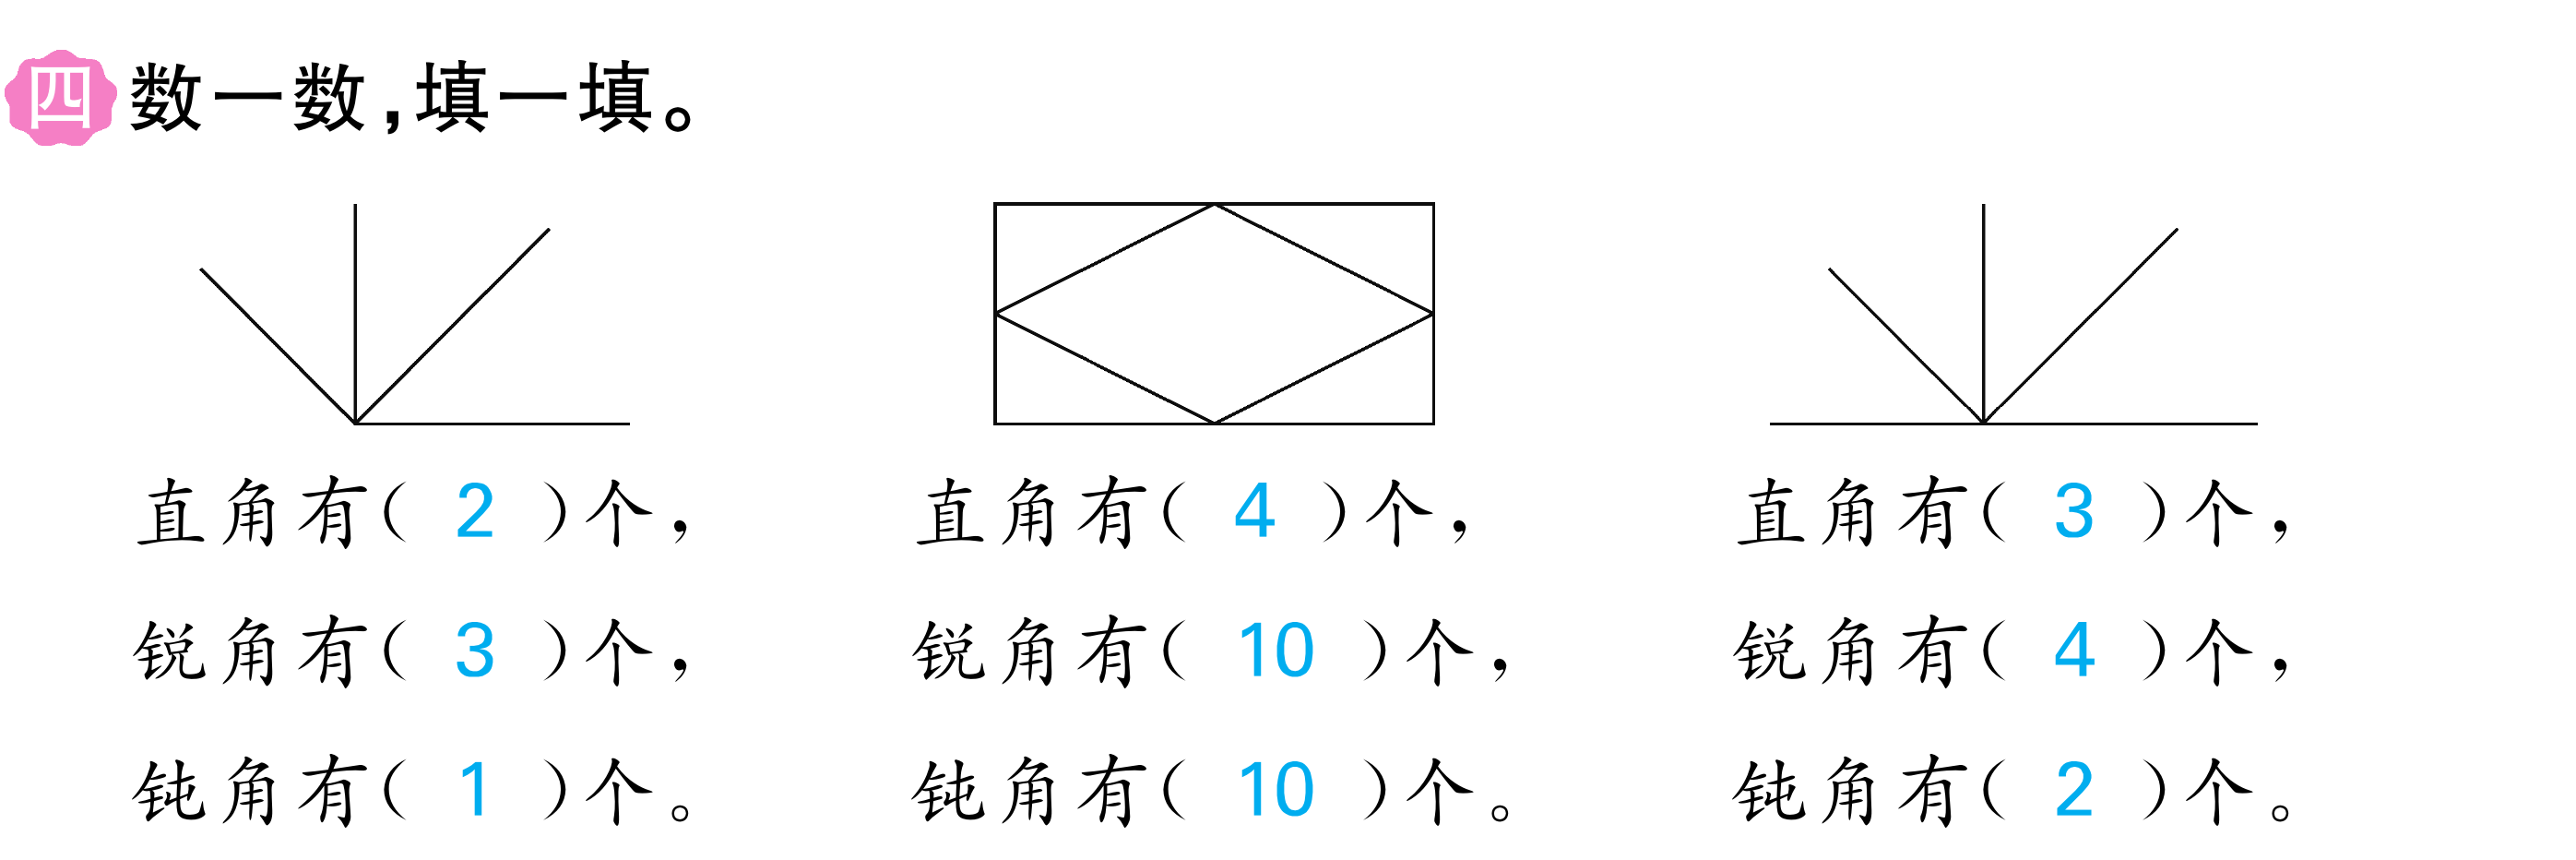 四 数一数,填一填。
直角有( 2 )个, 直角有( 4 )个, 直角有( 3 )个,
锐角有( 3 )个, 锐角有( 10 )个, 锐角有( 4 )个,
钝角有( 1 )个。 钝角有( 10 )个。 钝角有( 2 )个。